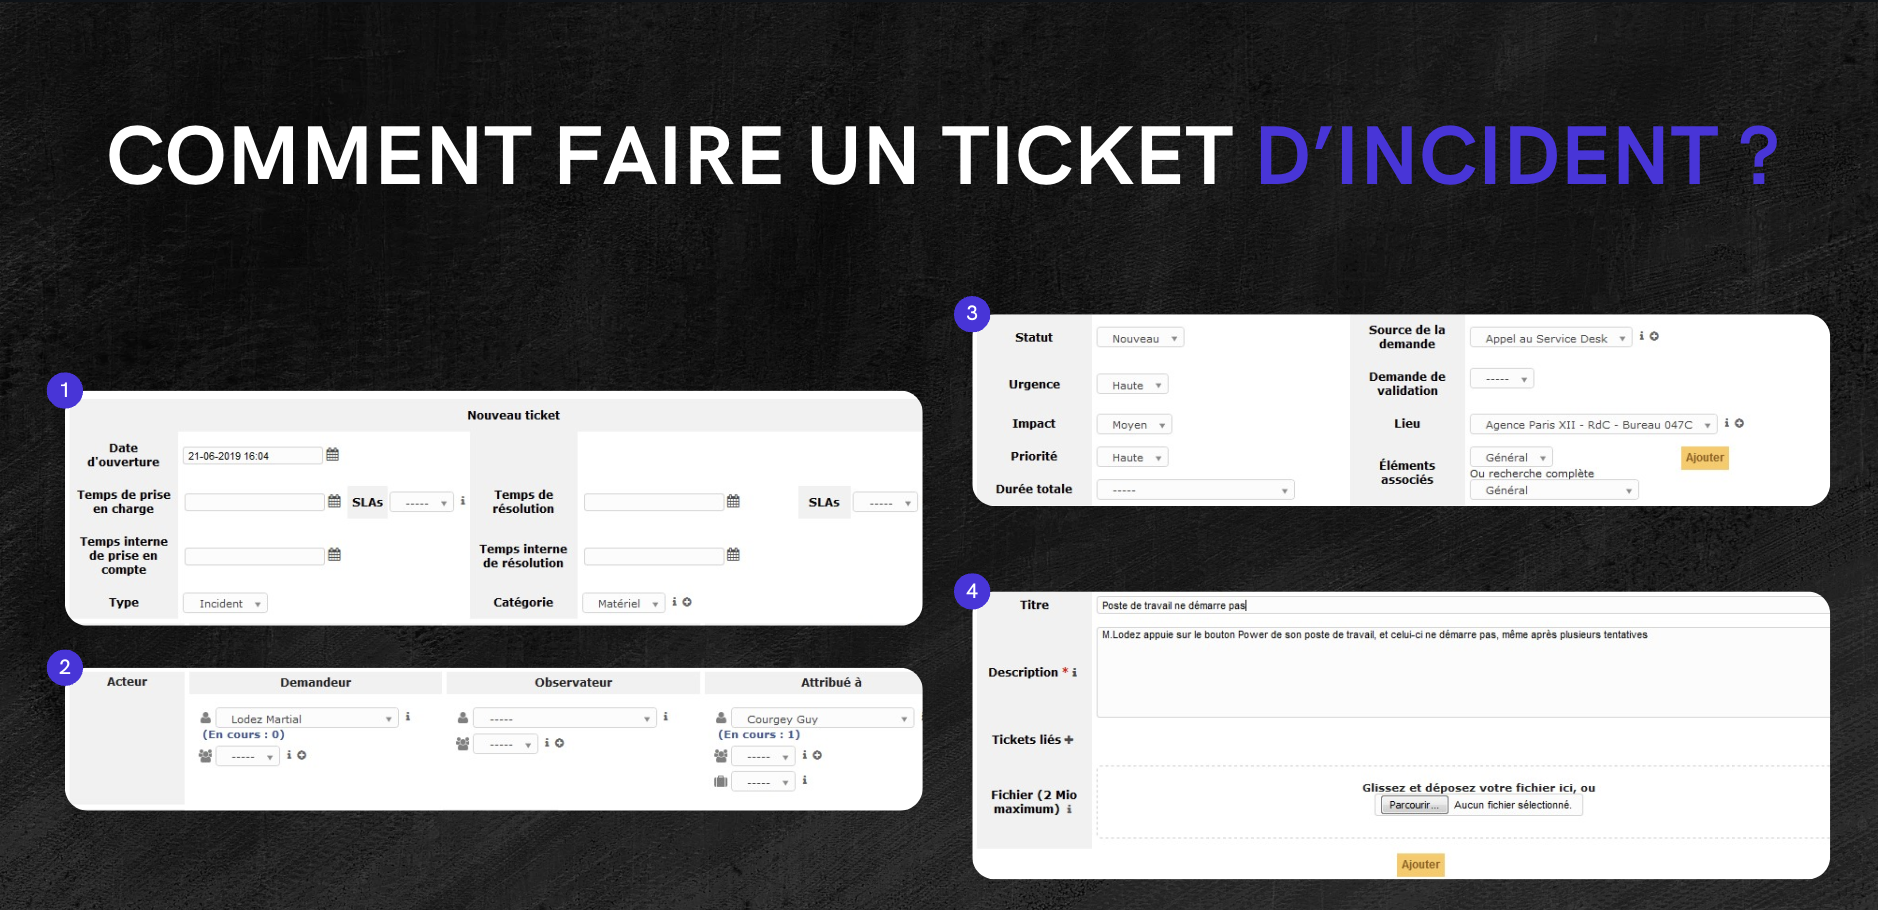 COMMENT FAIRE UN TICKET D’INCIDENT ?
1
Nouveau ticket
Date d'ouverture
21-06-2019 16:04
Temps de prise en charge
SLAs
-----
Temps de résolution
SLAs
-----
Temps interne de prise en compte
Temps interne de résolution
Type
Incident
Catégorie
Matériel
2
Acteur
Demandeur
Observateur
Attribué à
Lodez Martial
-----
Courgey Guy
(En cours : 0)
(En cours : 1)
-----
-----
-----
-----
3
Statut
Nouveau
Source de la demande
Appel au Service Desk
Urgence
Haute
Demande de validation
-----
Impact
Moyen
Lieu
Agence Paris XII - RdC - Bureau 047C
Priorité
Haute
Éléments associés
Général
Ajouter
Ou recherche complète
Général
Durée totale
-----
4
Titre
Poste de travail ne démarre pas
Description *
M.Lodez appuie sur le bouton Power de son poste de travail, et celui-ci ne démarre pas, même après plusieurs tentatives
Tickets liés
Fichier (2 Mio maximum)
Glissez et déposez votre fichier ici, ou
Parcourir... Aucun fichier sélectionné.
Ajouter